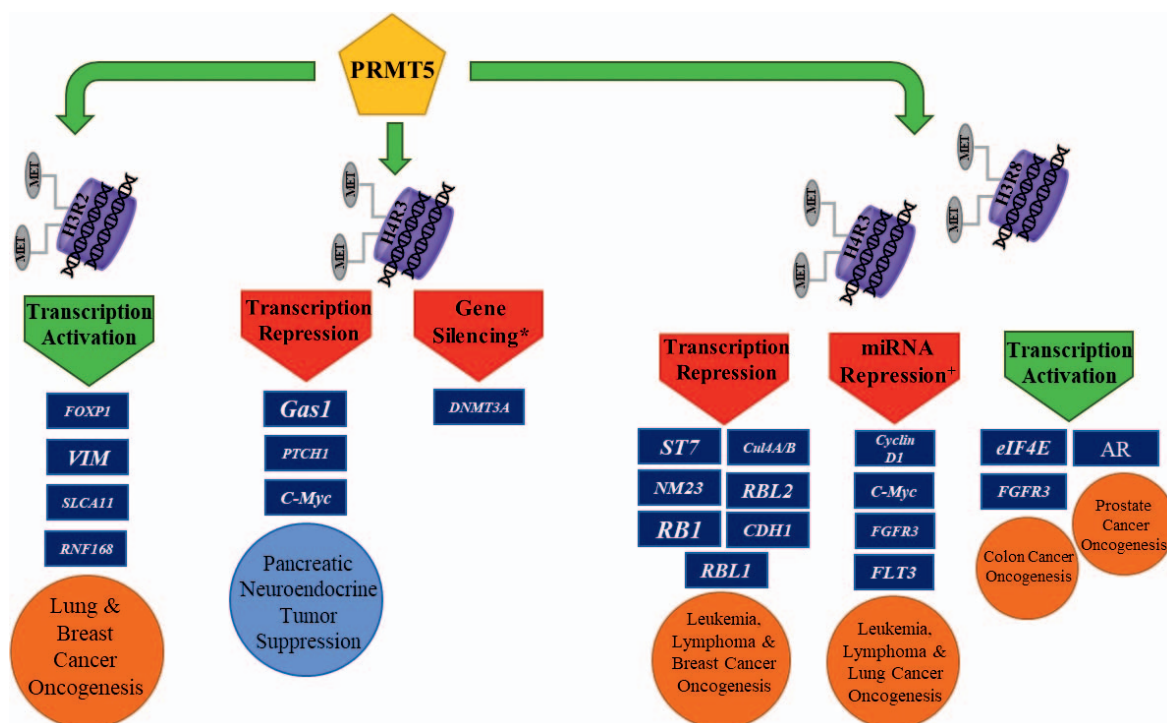 PRMT5
MET
MET
H3R2
MET
MET
H4R3
MET
MET
H4R3
MET
MET
H3R8
Transcription
Activation
FOXP1
VIM
SLCA11
RNF168
Lung &
Breast
Cancer
Oncogenesis
Transcription
Repression
Gas1
PTCH1
C-Myc
Pancreatic
Neuroendocrine
Tumor
Suppression
Gene
Silencing*
DNMT3A
Transcription
Repression
ST7
Cul4A/B
NM23
RBL2
RB1
CDH1
RBL1
Leukemia,
Lymphoma &
Breast Cancer
Oncogenesis
miRNA
Repression+
Cyclin
D1
C-Myc
FGFR3
FLT3
Leukemia,
Lymphoma &
Lung Cancer
Oncogenesis
Transcription
Activation
eIF4E
AR
FGFR3
Colon Cancer
Oncogenesis
Prostate
Cancer
Oncogenesis